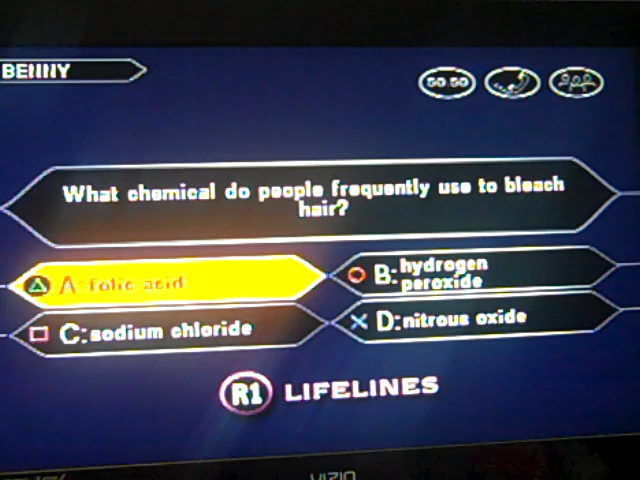 BENNY
50:50
What chemical do people frequently use to bleach
hair?
A: folic acid
B: hydrogen
peroxide
C: sodium chloride
D: nitrous oxide
R1 LIFELINES
VIZIO